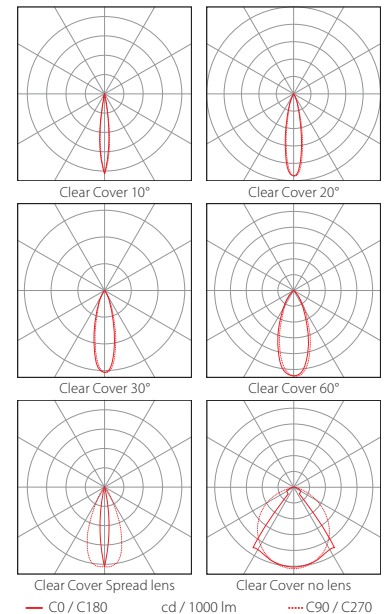 Clear Cover 10° Clear Cover 20°
Clear Cover 30° Clear Cover 60°
Clear Cover Spread lens Clear Cover no lens
C0 / C180 cd / 1000 lm C90 / C270